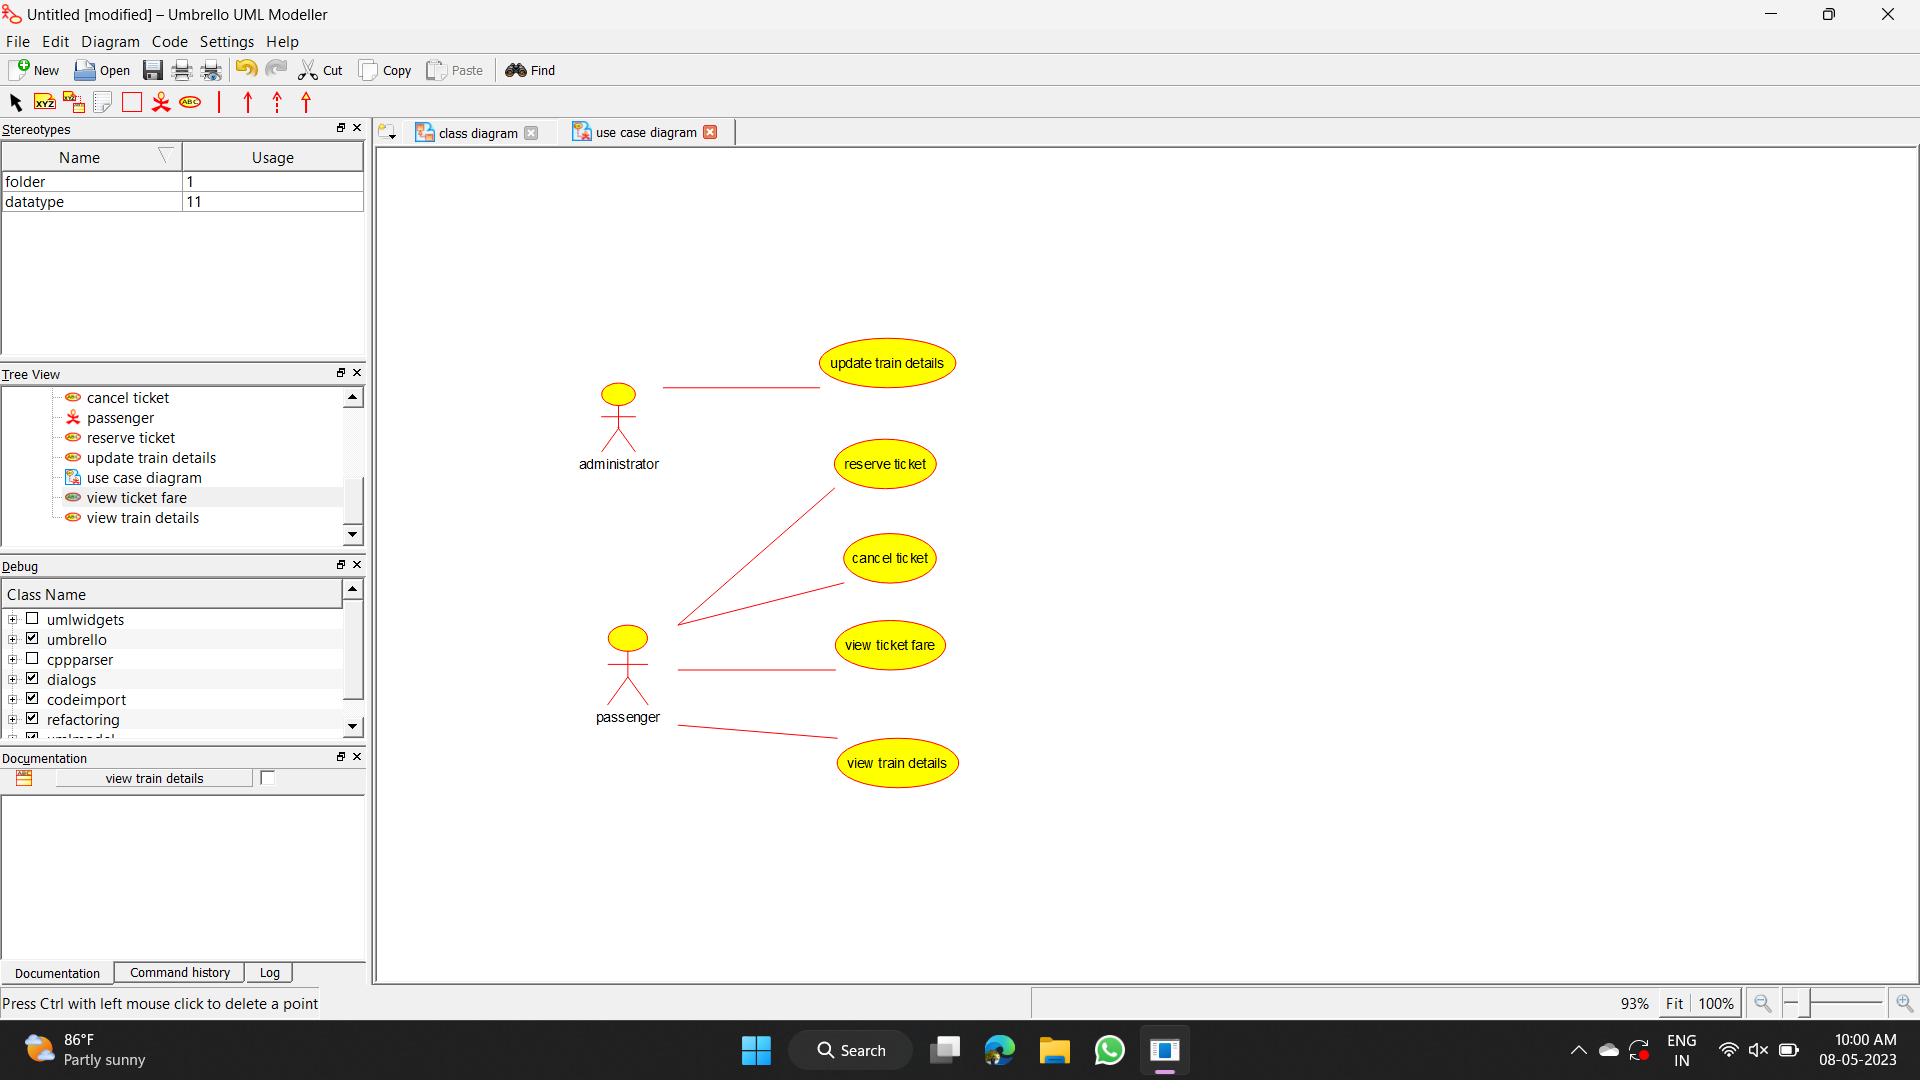 Untitled [modified] – Umbrello UML Modeller
File Edit Diagram Code Settings Help
New Open Cut Copy Paste Find
XYZ XYZ ABC
Stereotypes
Name Usage
folder 1
datatype 11
Tree View
cancel ticket
passenger
reserve ticket
update train details
use case diagram
view ticket fare
view train details
Debug
Class Name
umlwidgets
umbrello
cppparser
dialogs
codeimport
refactoring
Documentation
view train details
Documentation Command history Log
Press Ctrl with left mouse click to delete a point
class diagram use case diagram
update train details
administrator
reserve ticket
cancel ticket
view ticket fare
passenger
view train details
93% Fit 100%
86°F
Partly sunny
Search
ENG
IN
10:00 AM
08-05-2023